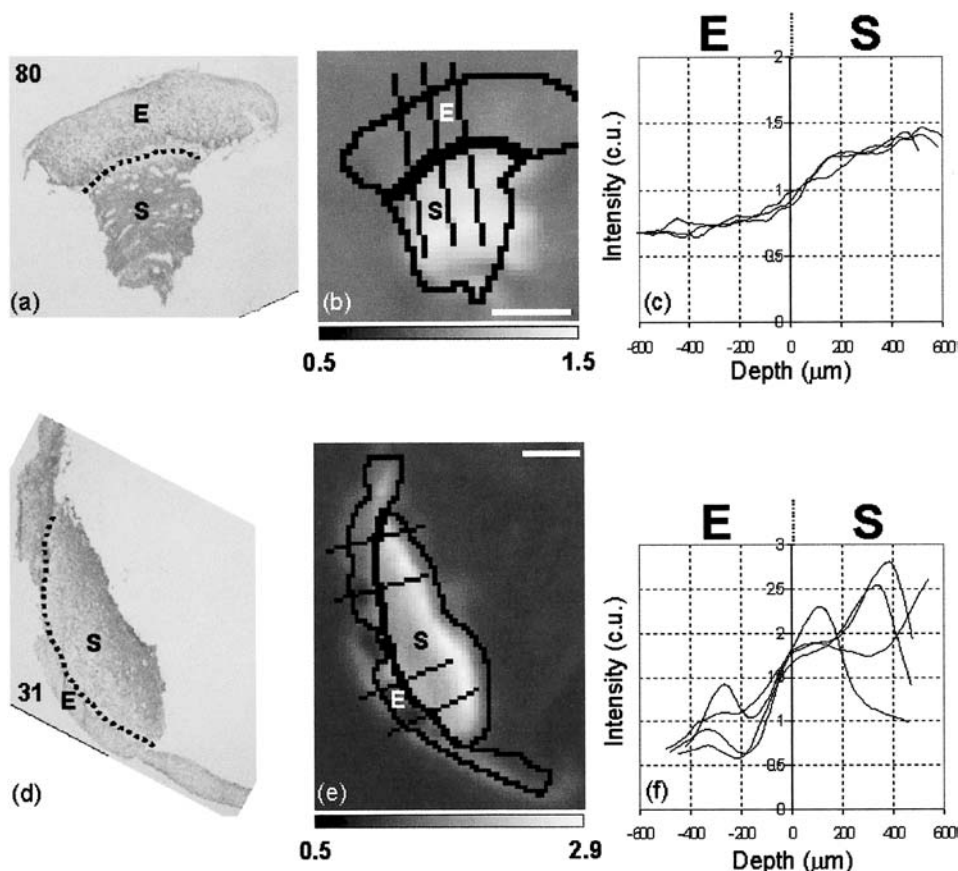 80
E
S
(a)
E
S
(b)
0.5
1.5
E S
Intensity (c.u.)
2
1.5
1
0.5
0
-600 -400 -200 0 200 400 600
Depth (μm)
(c)
S
E
31
(d)
S
E
(e)
0.5
2.9
E S
Intensity (c.u.)
3
2.5
2
1.5
1
0.5
0
-600 -400 -200 0 200 400 600
Depth (μm)
(f)